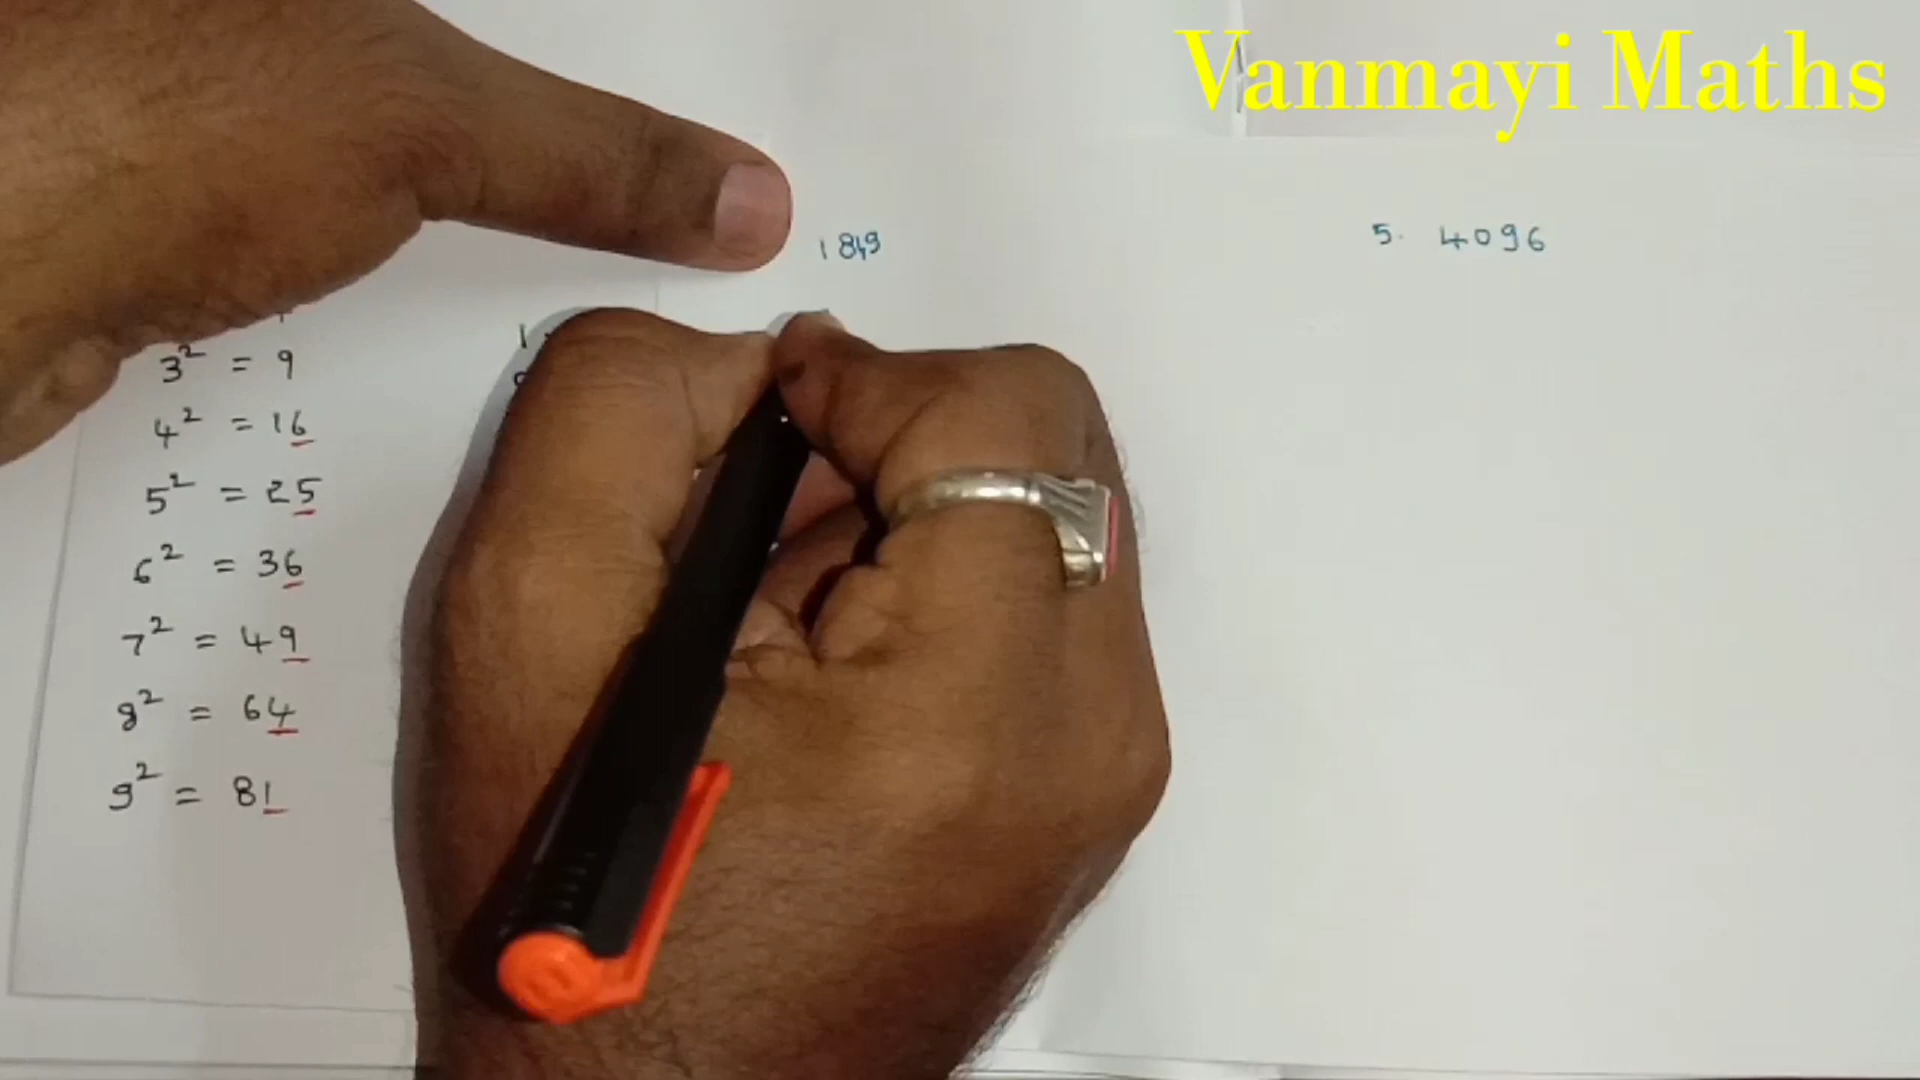 Vanmayi Maths
1849
5. 4096
3² = 9
4² = 16
5² = 25
6² = 36
7² = 49
8² = 64
9² = 81
1